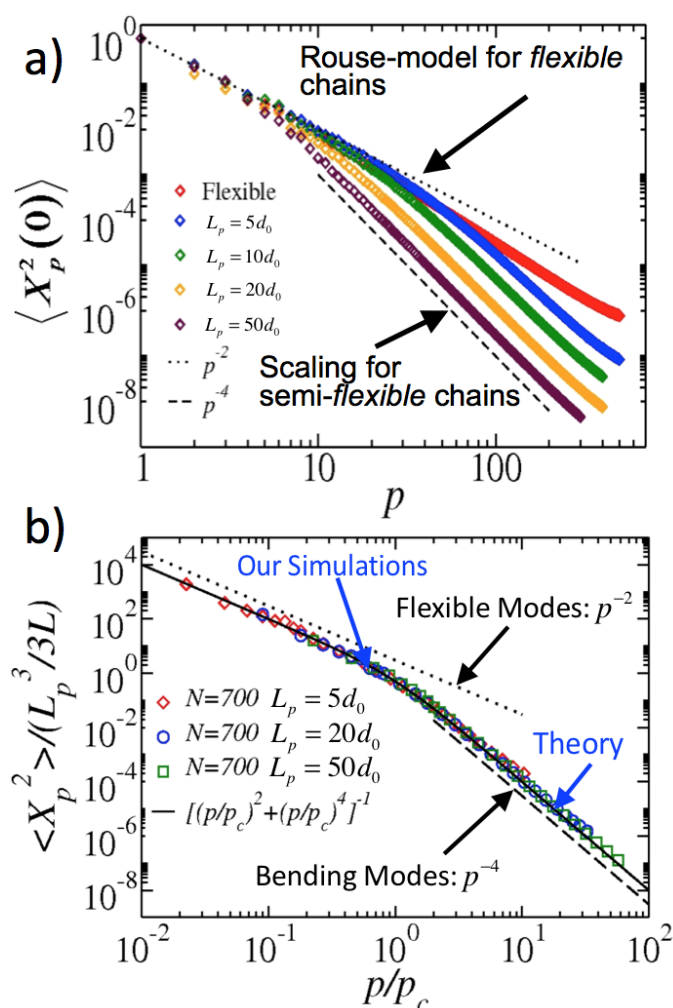 a)
10^0
10^-2
10^-4
10^-6
10^-8
⟨X_p^2(0)⟩
Rouse-model for flexible
chains
Flexible
L_p = 5d_0
L_p = 10d_0
L_p = 20d_0
L_p = 50d_0
p^-2
p^-4
Scaling for
semi-flexible chains
1 10 100
p
b)
10^4
10^2
10^0
10^-2
10^-4
10^-6
10^-8
<X_p^2>/(L_p^3/3L)
Our Simulations
Flexible Modes: p^-2
N=700 L_p = 5d_0
N=700 L_p = 20d_0
N=700 L_p = 50d_0
[(p/p_c)^2+(p/p_c)^4]^-1
Theory
Bending Modes: p^-4
10^-2 10^-1 10^0 10^1 10^2
p/p_c